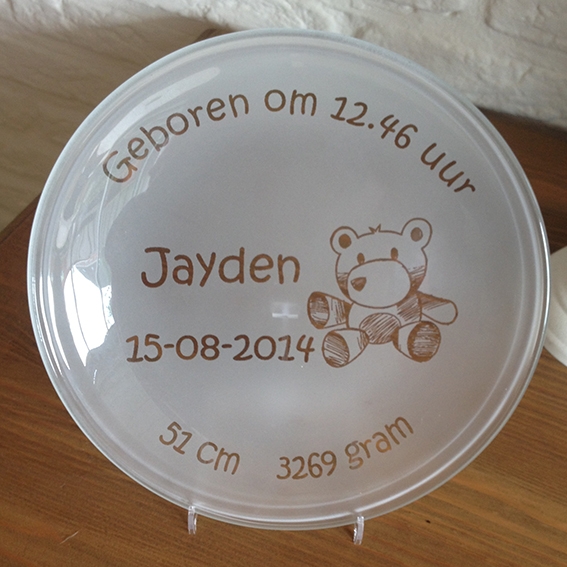 Geboren om 12.46 uur
Jayden
15-08-2014
51 Cm 3269 gram